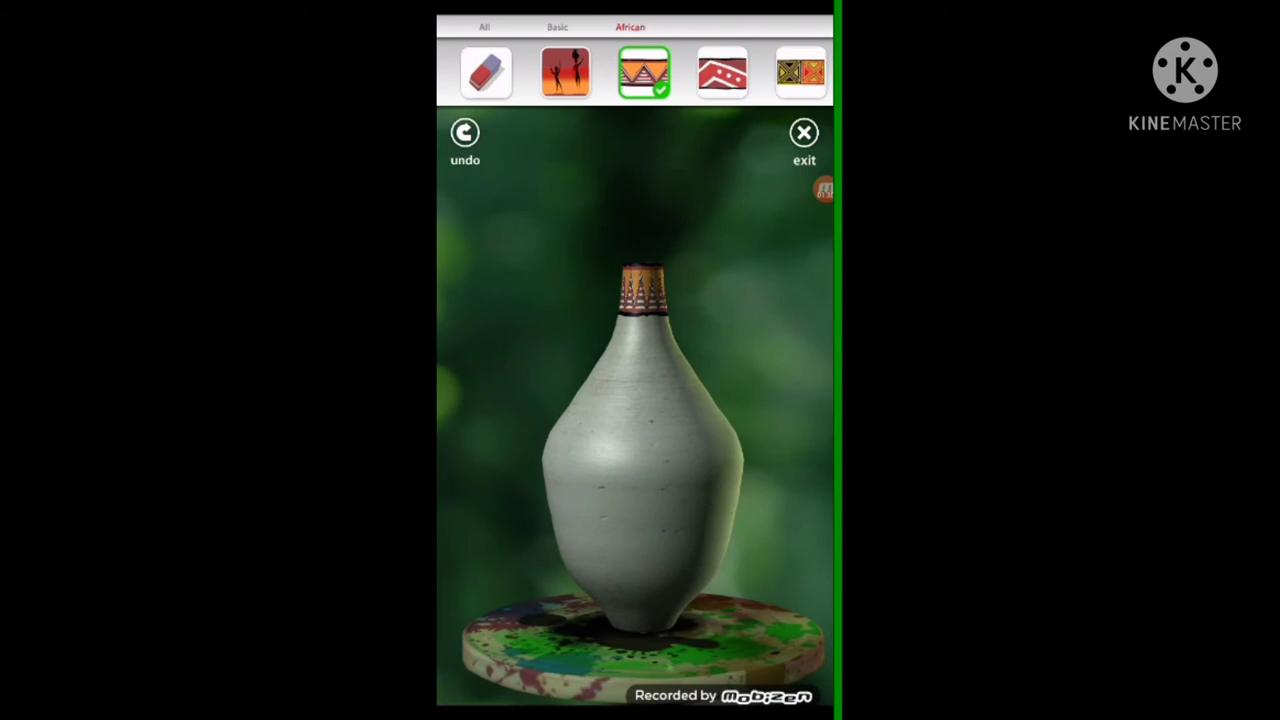 All Basic African
undo
exit
K
KINEMASTER
Recorded by mobizen